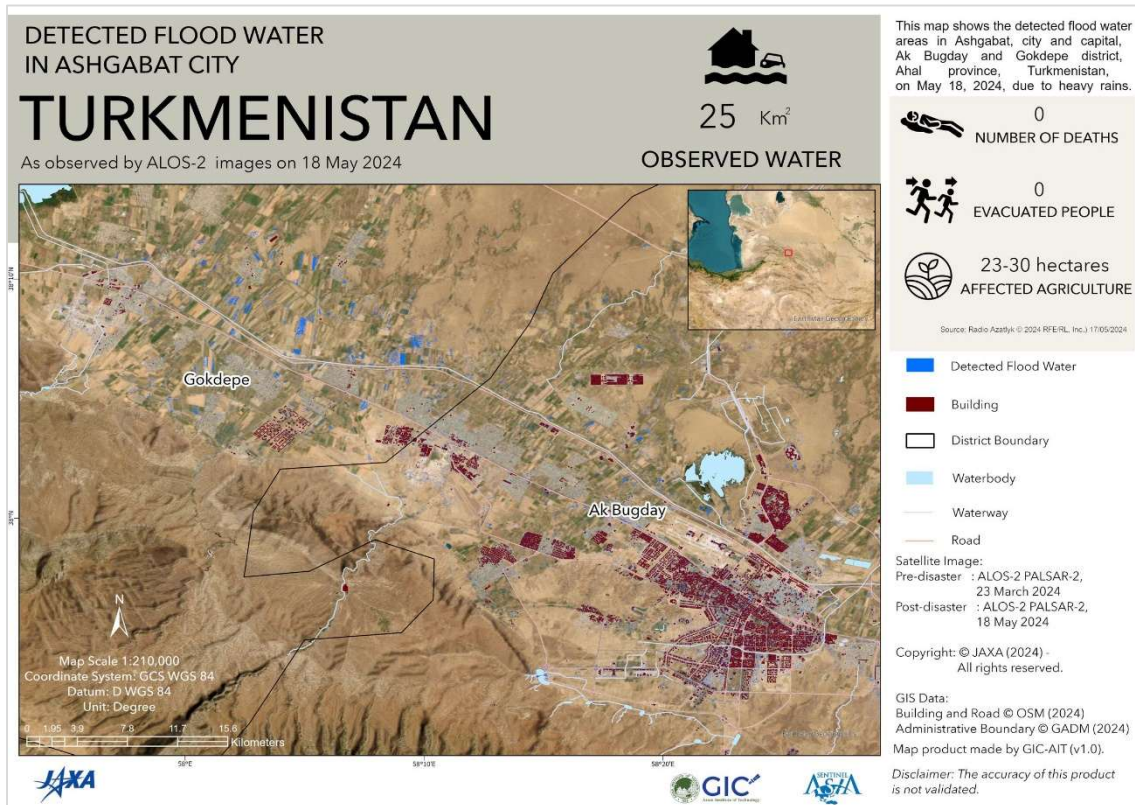 DETECTED FLOOD WATER
IN ASHGABAT CITY
TURKMENISTAN
As observed by ALOS-2 images on 18 May 2024
25 Km²
OBSERVED WATER
This map shows the detected flood water
areas in Ashgabat, city and capital,
Ak Bugday and Gokdepe district,
Ahal province, Turkmenistan,
on May 18, 2024, due to heavy rains.
0
NUMBER OF DEATHS
0
EVACUATED PEOPLE
23-30 hectares
AFFECTED AGRICULTURE
Source: Radio Azatlyk © 2024 RFE/RL, Inc.) 17/05/2024
Detected Flood Water
Building
District Boundary
Waterbody
Waterway
Road
Satellite Image:
Pre-disaster : ALOS-2 PALSAR-2,
23 March 2024
Post-disaster : ALOS-2 PALSAR-2,
18 May 2024
Copyright: © JAXA (2024) -
All rights reserved.
GIS Data:
Building and Road © OSM (2024)
Administrative Boundary © GADM (2024)
Map product made by GIC-AIT (v1.0).
Disclaimer: The accuracy of this product
is not validated.
38°10'N
38°N
Gokdepe
Ak Bugday
N
Map Scale 1:210,000
Coordinate System: GCS WGS 84
Datum: D WGS 84
Unit: Degree
0 1.95 3.9 7.8 11.7 15.6
Kilometers
58°E
58°10'E
58°20'E
JAXA
GIC
Asian Institute of Technology
SENTINEL
ASIA